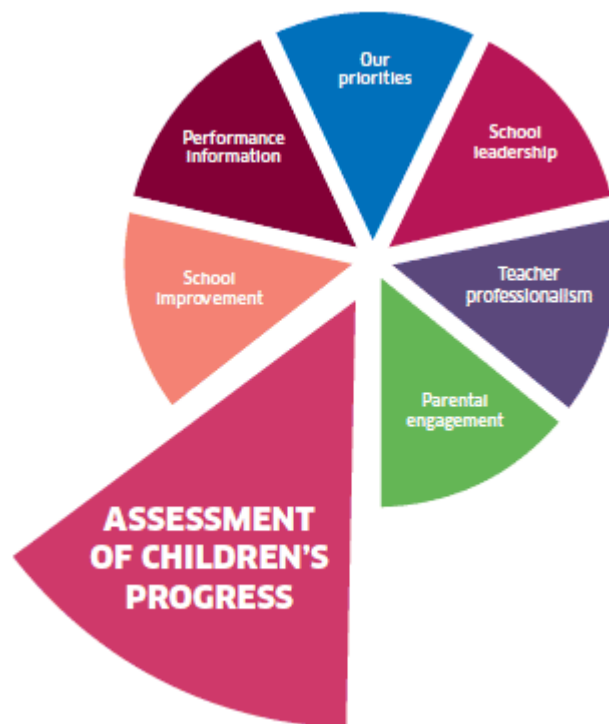 Our
priorities
School
leadership
Teacher
professionalism
Parental
engagement
ASSESSMENT
OF CHILDREN'S
PROGRESS
School
improvement
Performance
information